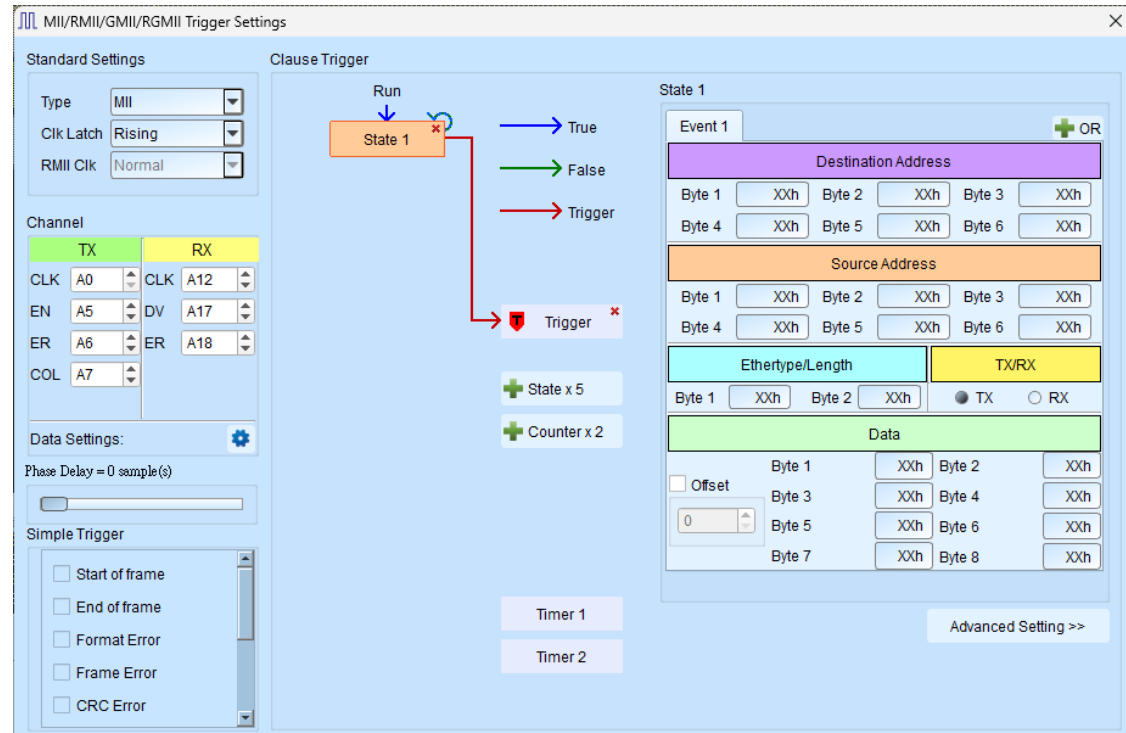 MII/RMII/GMII/RGMII Trigger Settings
Standard Settings
Type MII
Clk Latch Rising
RMII Clk Normal
Channel
TX RX
CLK A0 CLK A12
EN A5 DV A17
ER A6 ER A18
COL A7
Data Settings:
Phase Delay = 0 sample(s)
Simple Trigger
Start of frame
End of frame
Format Error
Frame Error
CRC Error
Clause Trigger
Run
State 1
True
False
Trigger
T Trigger
State x 5
Counter x 2
Timer 1
Timer 2
State 1
Event 1 OR
Destination Address
Byte 1 XXh Byte 2 XXh Byte 3 XXh
Byte 4 XXh Byte 5 XXh Byte 6 XXh
Source Address
Byte 1 XXh Byte 2 XXh Byte 3 XXh
Byte 4 XXh Byte 5 XXh Byte 6 XXh
Ethertype/Length TX/RX
Byte 1 XXh Byte 2 XXh TX RX
Data
Offset
0
Byte 1 XXh Byte 2 XXh
Byte 3 XXh Byte 4 XXh
Byte 5 XXh Byte 6 XXh
Byte 7 XXh Byte 8 XXh
Advanced Setting >>